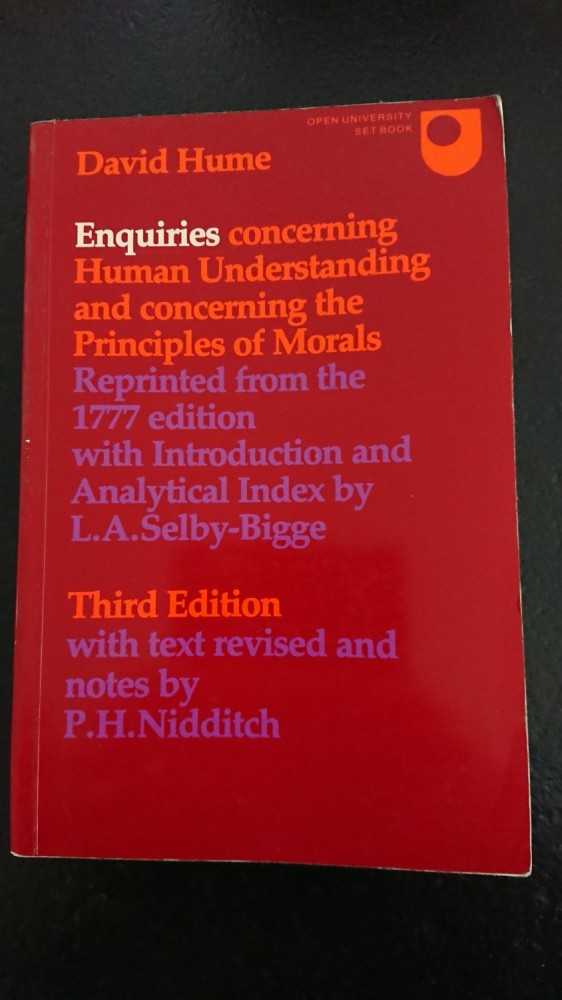 OPEN UNIVERSITY
SET BOOK
David Hume
Enquiries concerning
Human Understanding
and concerning the
Principles of Morals
Reprinted from the
1777 edition
with Introduction and
Analytical Index by
L.A.Selby-Bigge
Third Edition
with text revised and
notes by
P.H.Nidditch